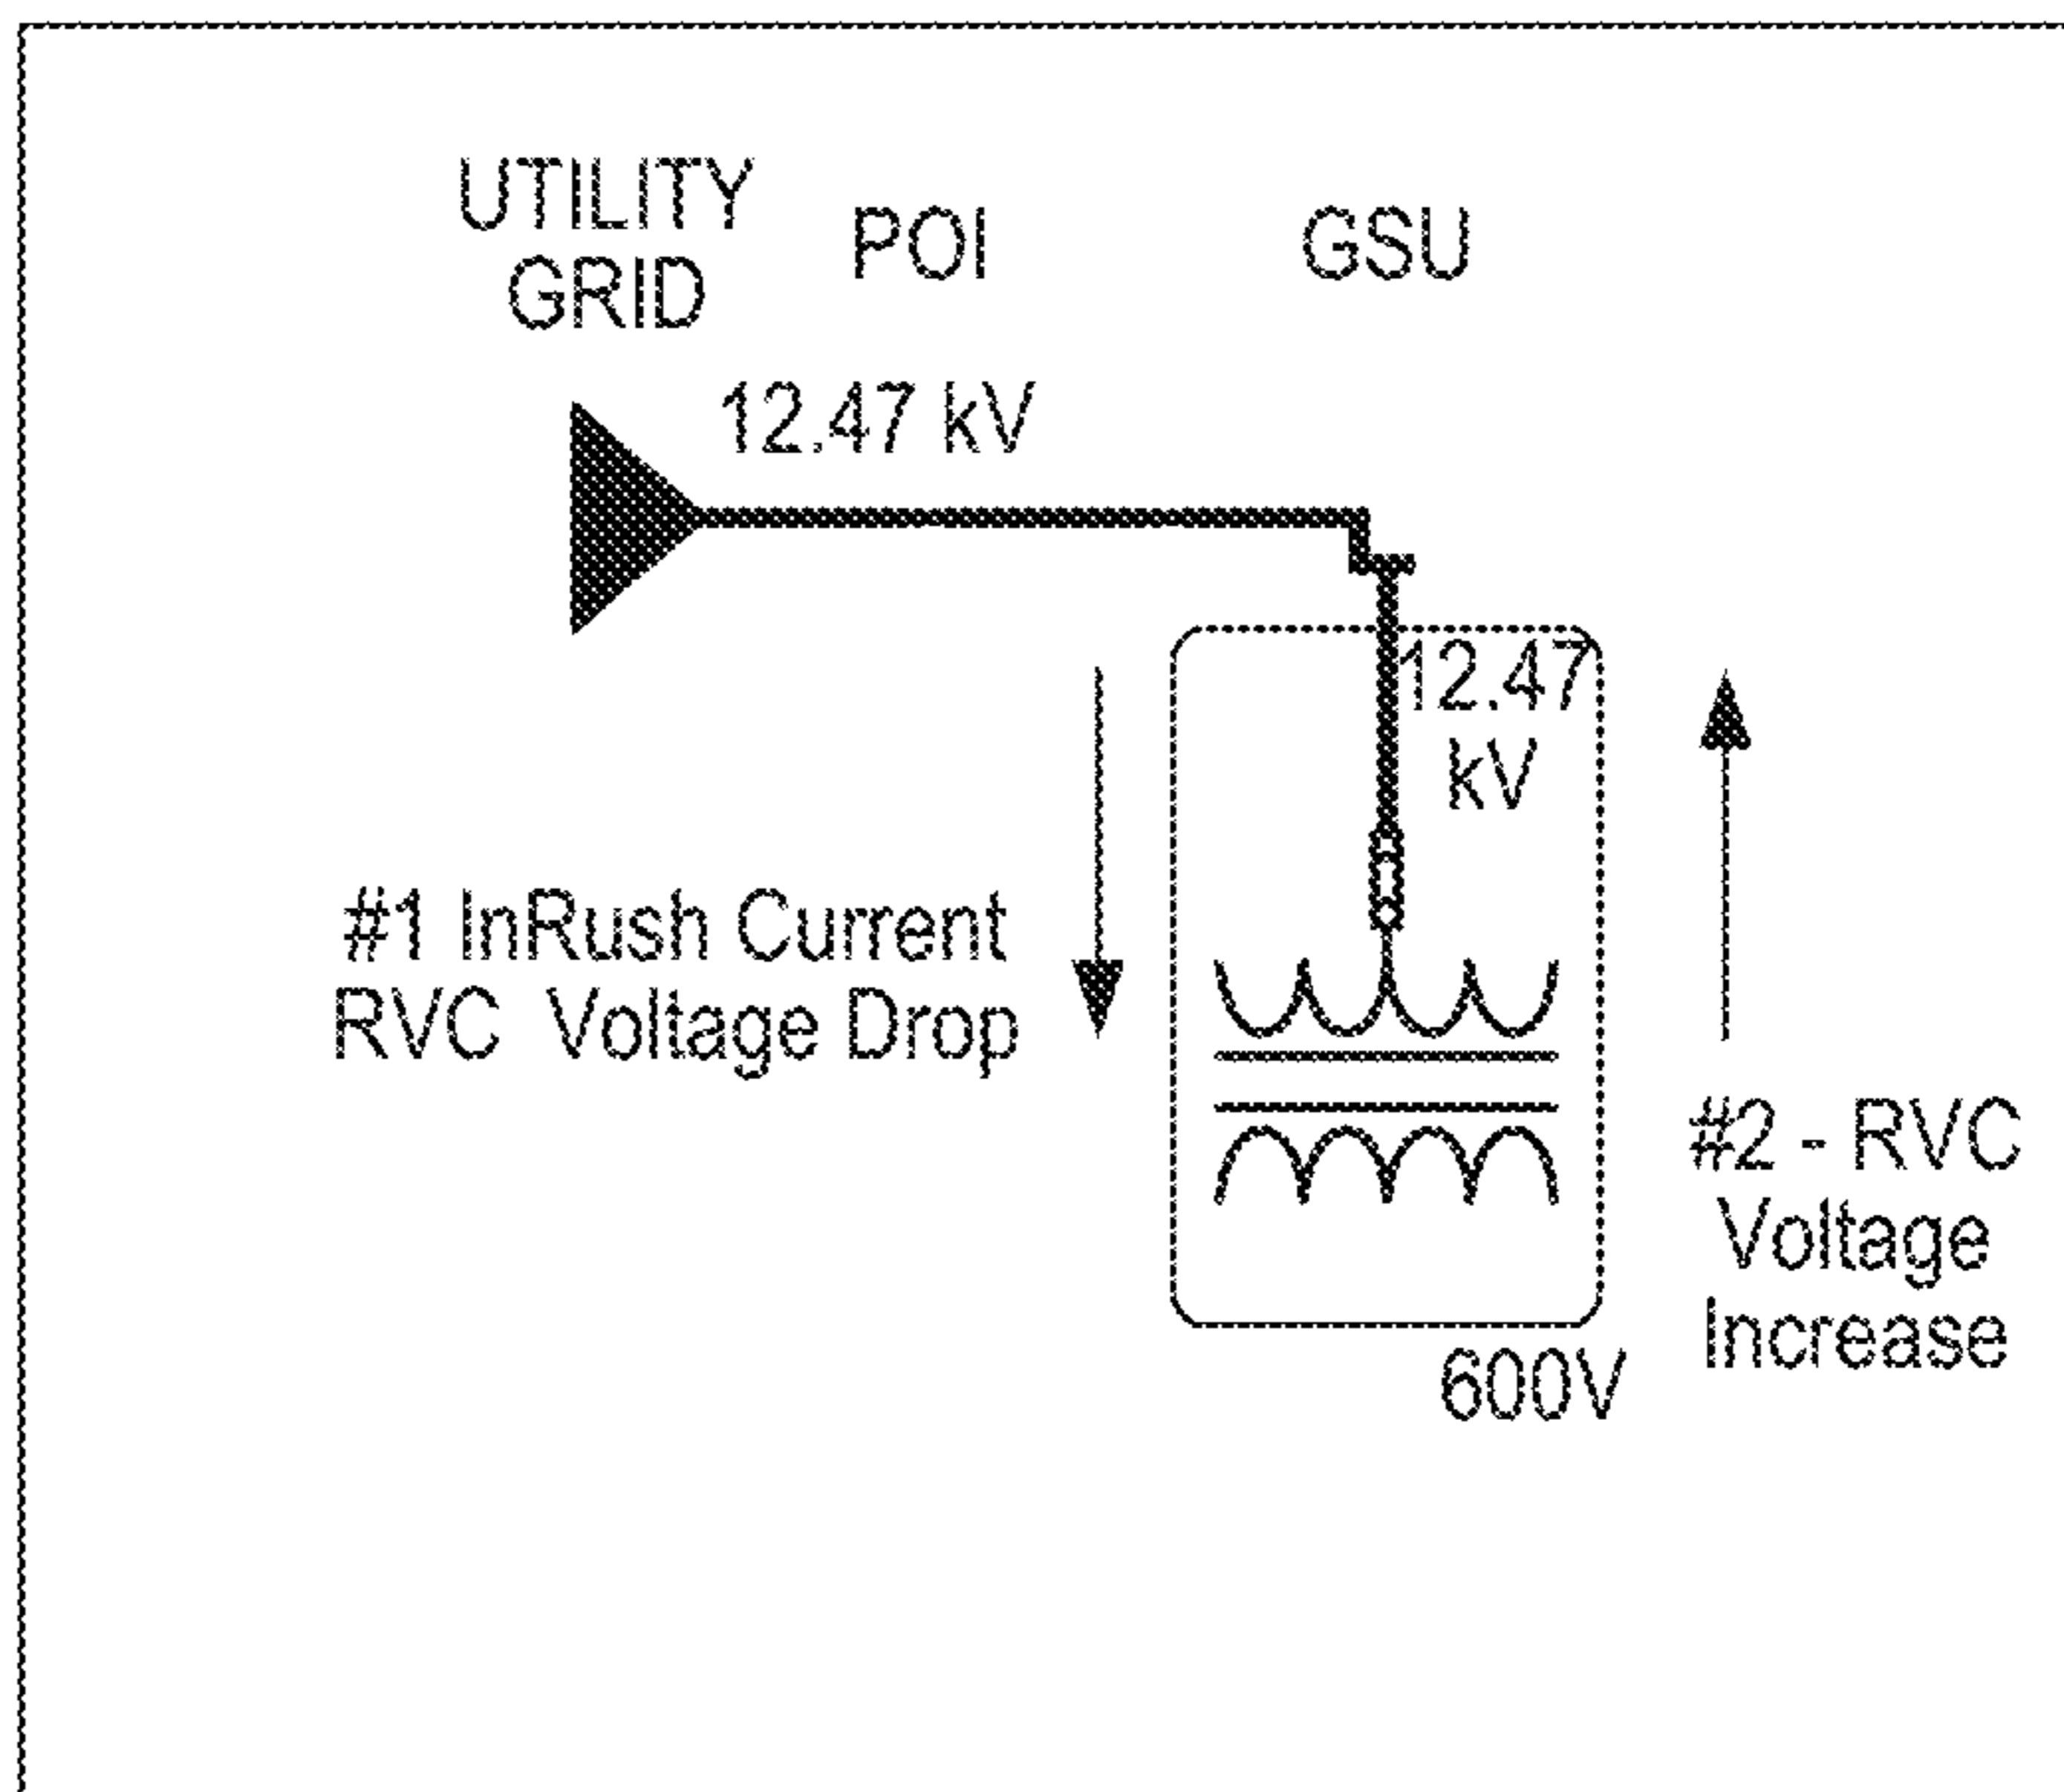 UTILITY
GRID
POI
GSU
12.47 kV
12.47
kV
#1 InRush Current
RVC Voltage Drop
#2 - RVC
Voltage
Increase
600V